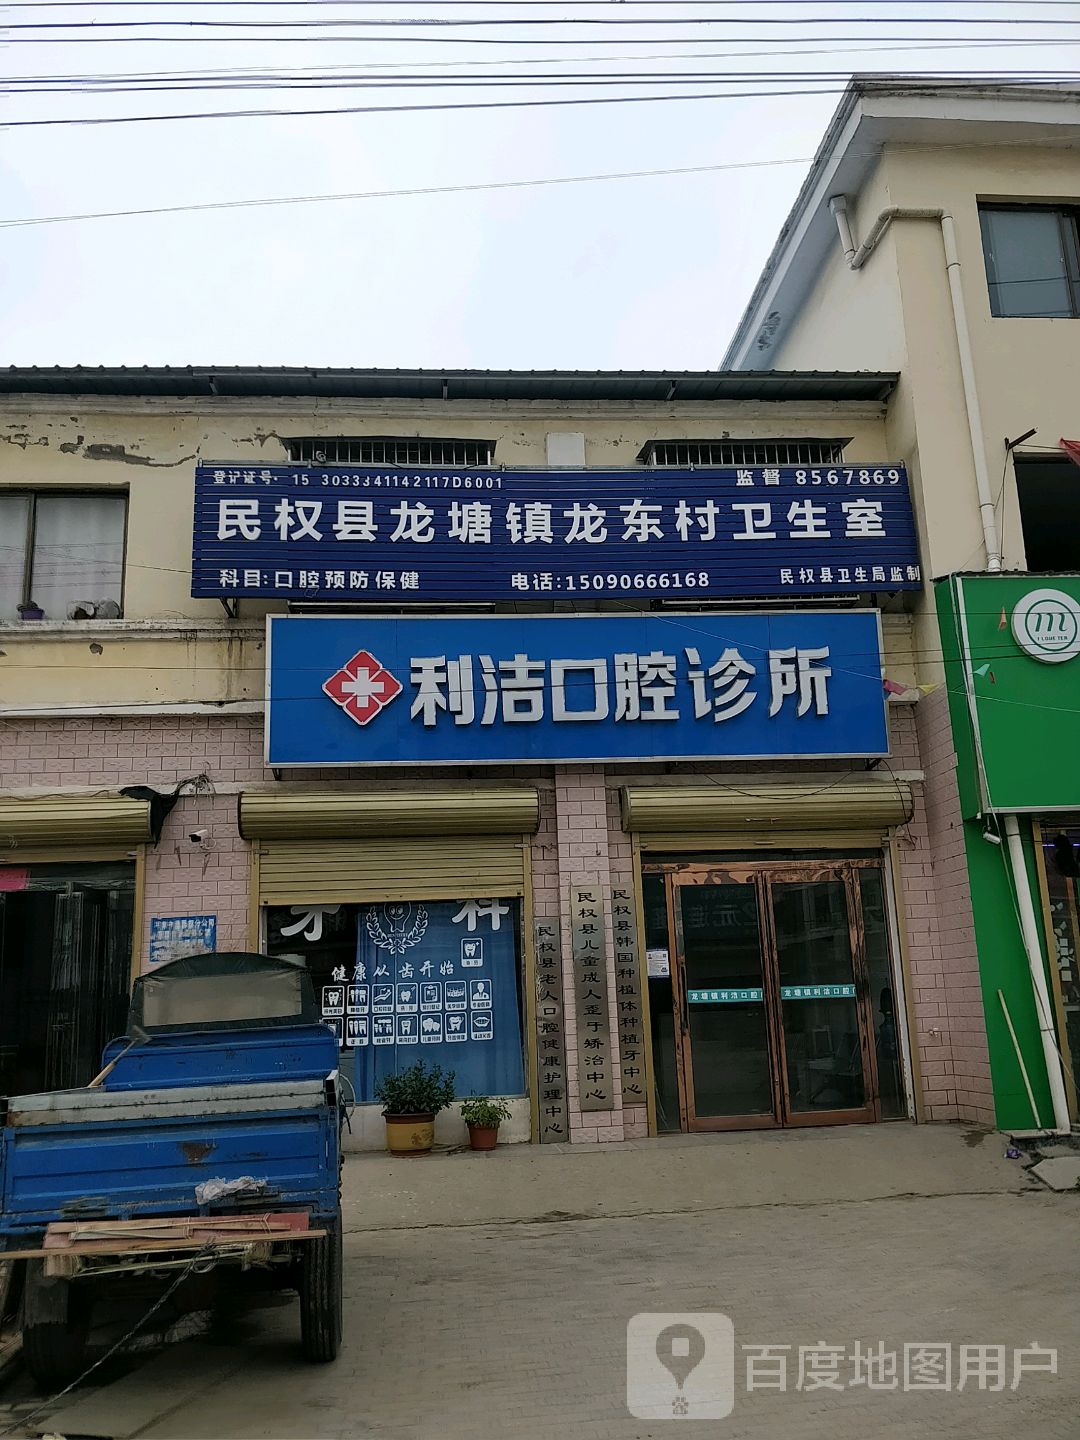 登记证号· 15 3033341142117D6001
监督 8567869
民权县龙塘镇龙东村卫生室
科目:口腔预防保健
电话:15090666168
民权县卫生局监制
利洁口腔诊所
m
I LOVE TEA
牙 科
健康从齿开始
民权县老人口腔健康护理中心
民权县儿童成人歪牙矫治中心
民权县韩国种植体种植牙中心
龙塘镇利洁口腔
龙塘镇利洁口腔
百度地图用户